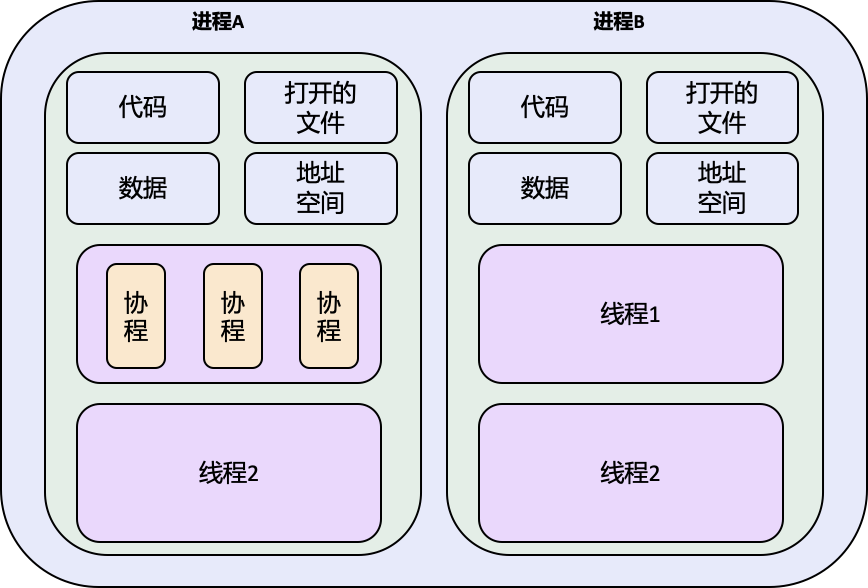 进程A
进程B
代码
打开的
文件
数据
地址
空间
协
程
协
程
协
程
线程2
代码
打开的
文件
数据
地址
空间
线程1
线程2